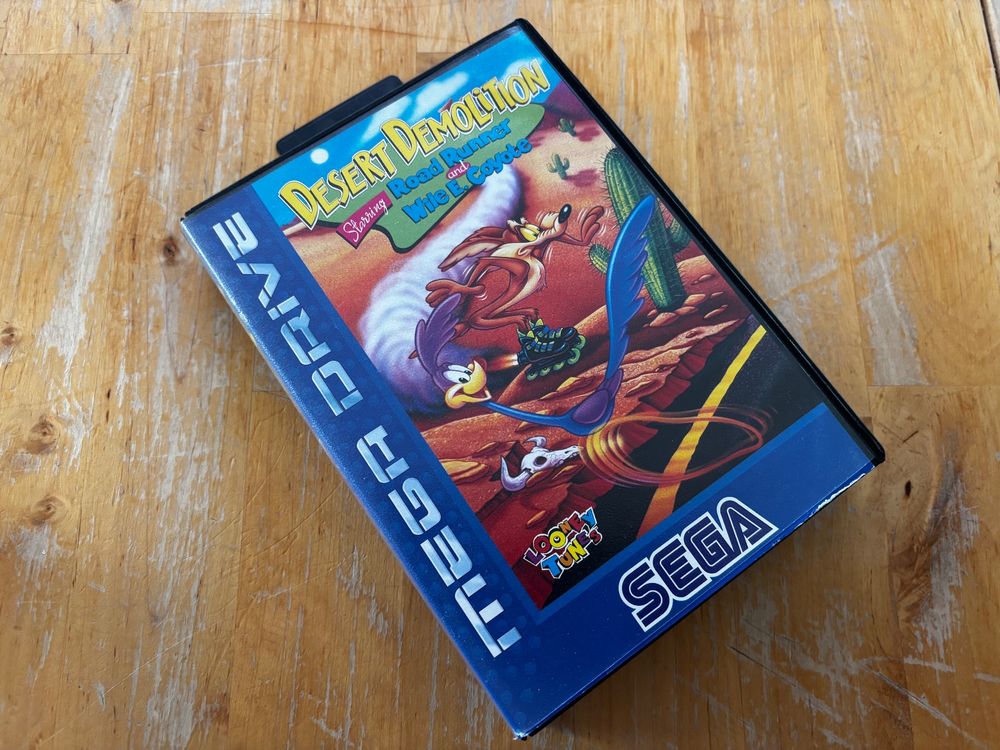 DESERT DEMOLITION
Starring Road Runner
and
Wile E. Coyote
MEGA DRIVE
LOONEY
TUNES
SEGA